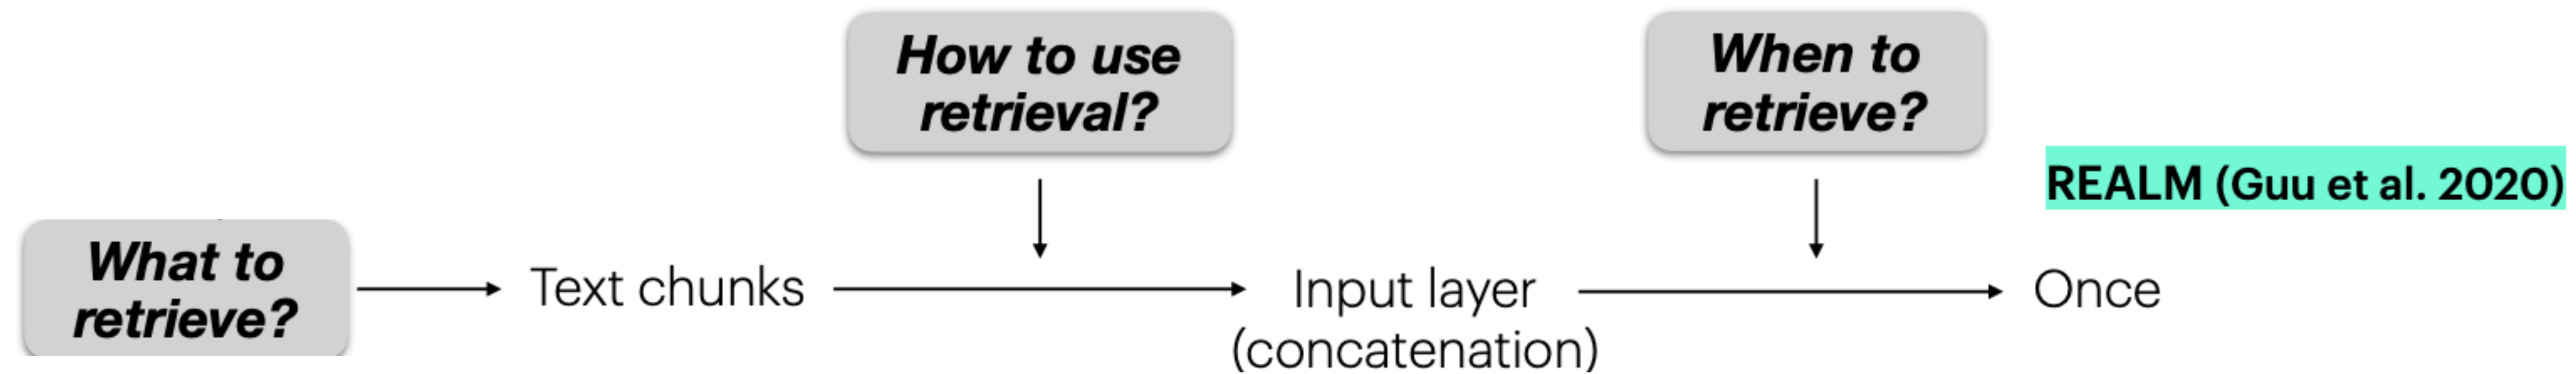 What to
retrieve?
Text chunks
How to use
retrieval?
Input layer
(concatenation)
When to
retrieve?
Once
REALM (Guu et al. 2020)